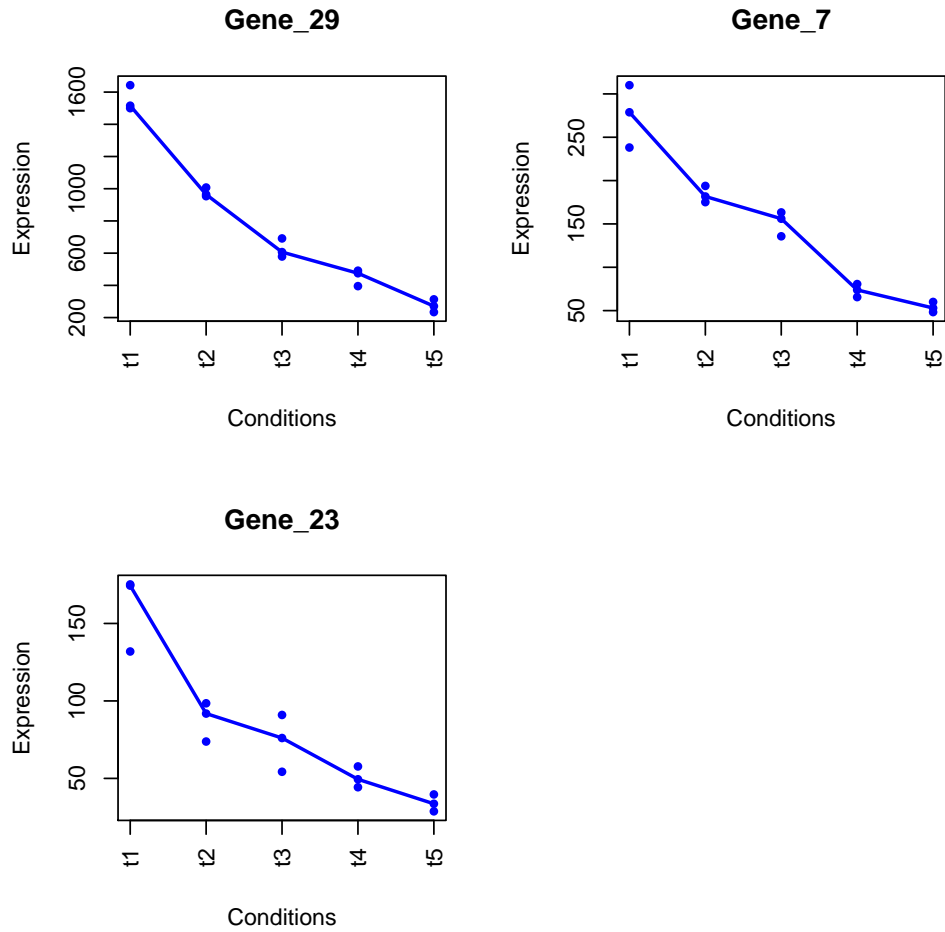 Gene_29
Expression
200
600
1000
1600
t1
t2
t3
t4
t5
Conditions
Gene_7
Expression
50
150
250
t1
t2
t3
t4
t5
Conditions
Gene_23
Expression
50
100
150
t1
t2
t3
t4
t5
Conditions